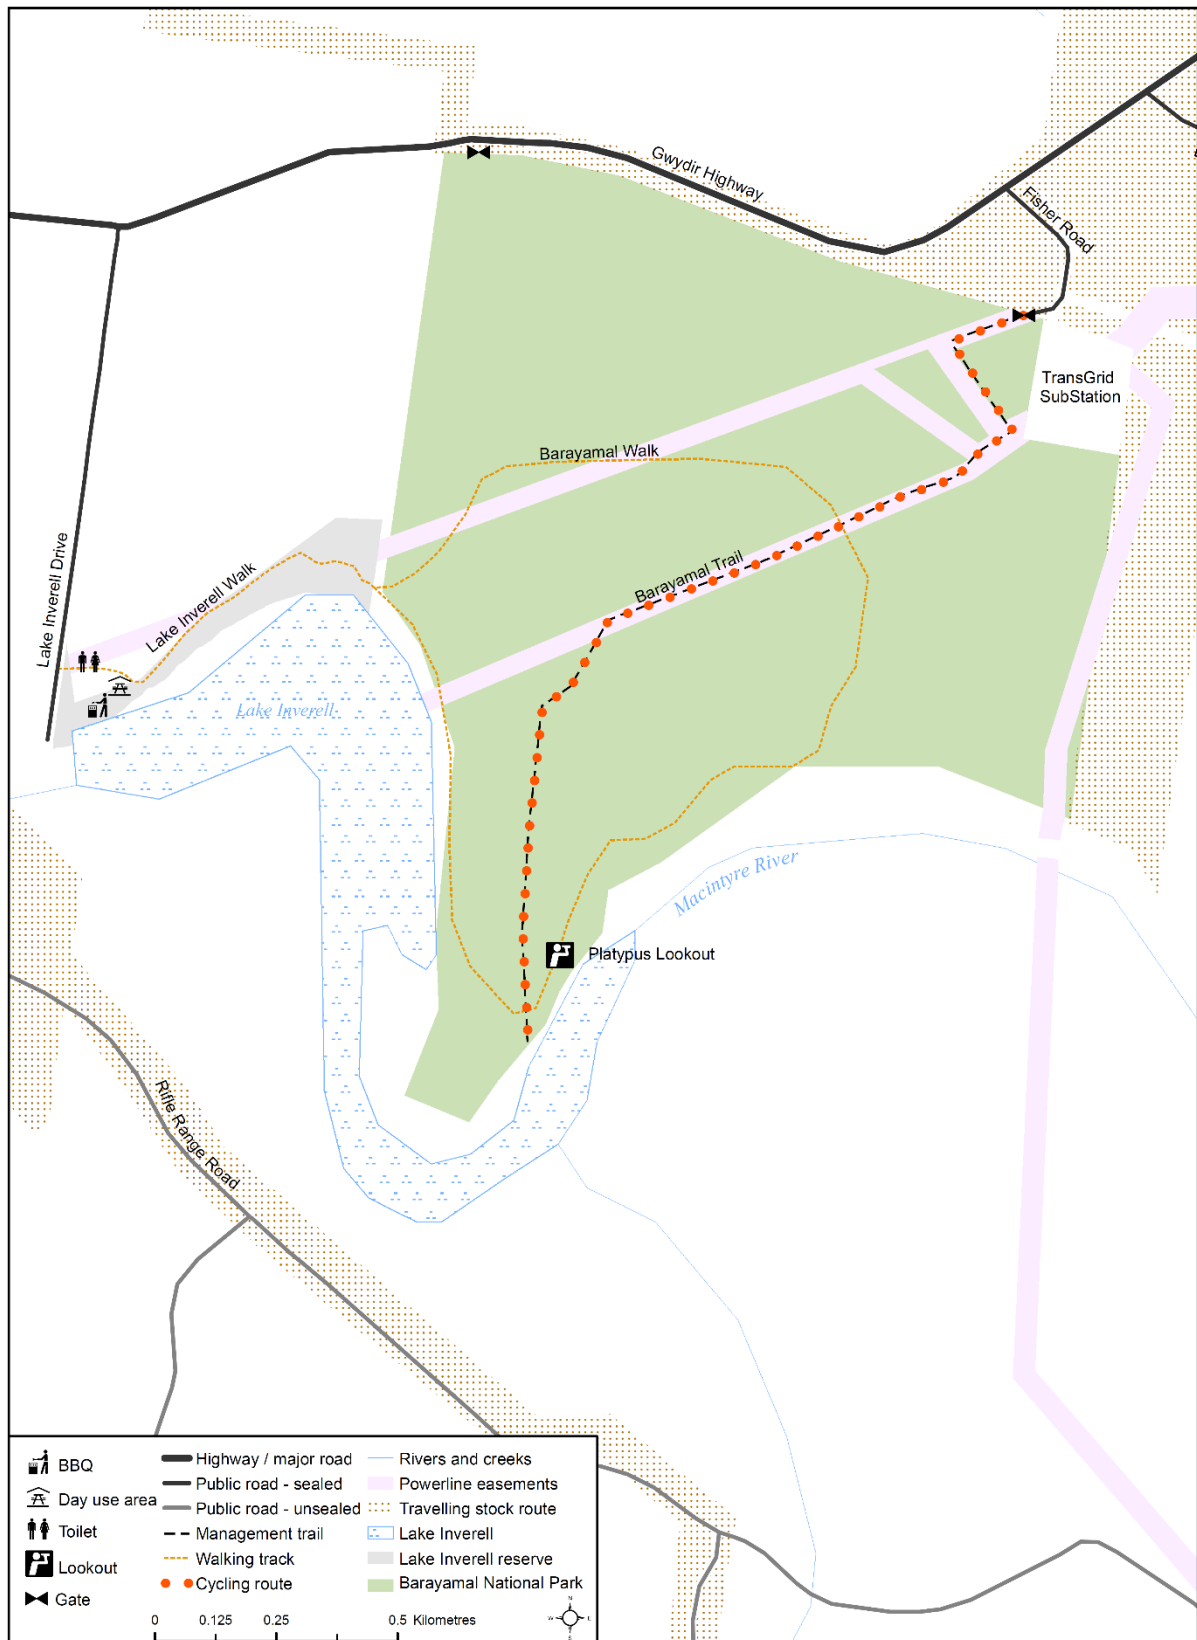 Gwydir Highway
Fisher Road
TransGrid
SubStation
Barayamal Walk
Barayamal Trail
Lake Inverell Drive
Lake Inverell Walk
Lake Inverell
Macintyre River
Platypus Lookout
Rifle Range Road
BBQ
Day use area
Toilet
Lookout
Gate
Highway / major road
Public road - sealed
Public road - unsealed
Management trail
Walking track
Cycling route
Rivers and creeks
Powerline easements
Travelling stock route
Lake Inverell
Lake Inverell reserve
Barayamal National Park
0 0.125 0.25 0.5 Kilometres
N
W E
S